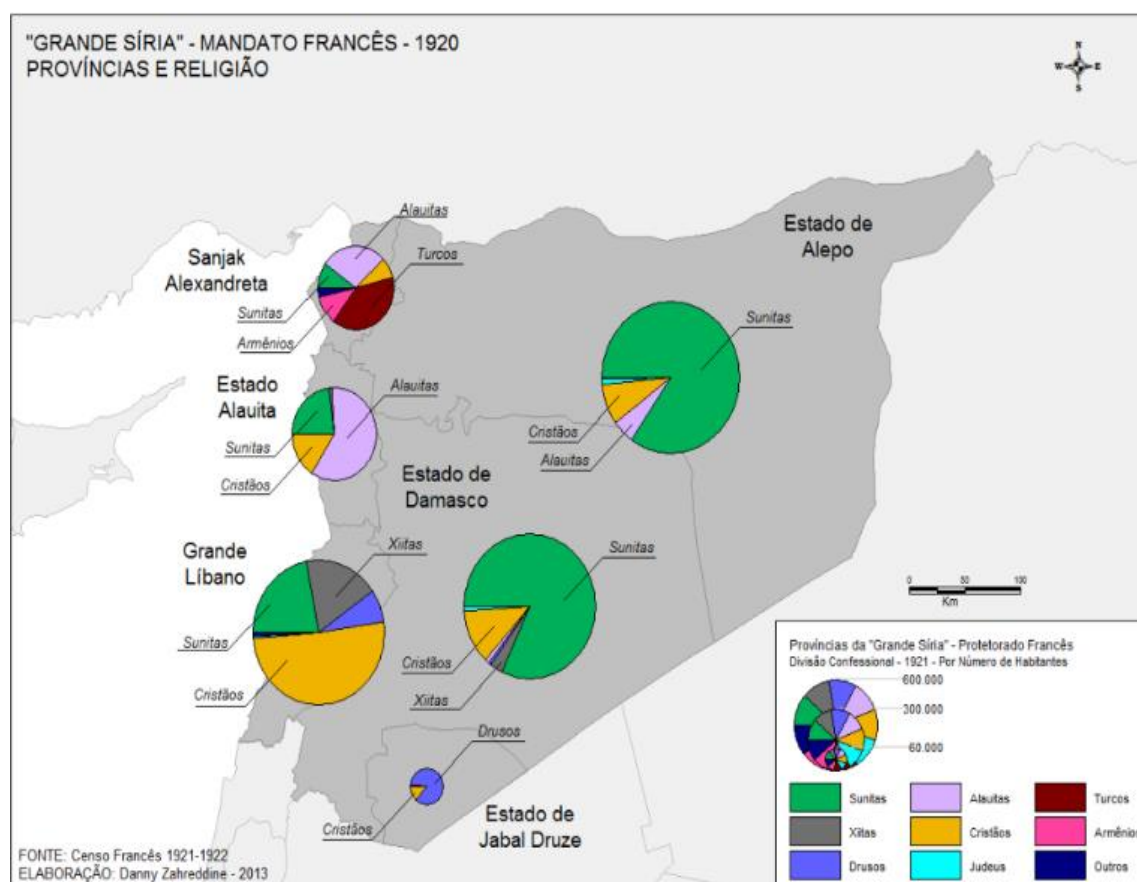 "GRANDE SÍRIA" - MANDATO FRANCÊS - 1920
PROVÍNCIAS E RELIGIÃO
N
W E
S
Alauitas
Estado de
Alepo
Sanjak
Alexandreta
Turcos
Sunitas
Armênios
Sunitas
Estado
Alauita
Alauitas
Sunitas
Cristãos
Cristãos
Alauitas
Estado de
Damasco
Grande
Líbano
Xiitas
Sunitas
Sunitas
Cristãos
Cristãos
Xiitas
0 50 100
Km
Drusos
Cristãos
Estado de
Jabal Druze
Províncias da "Grande Síria" - Protetorado Francês
Divisão Confessional - 1921 - Por Número de Habitantes
600.000
300.000
60.000
Sunitas Alauitas Turcos
Xiitas Cristãos Armênios
Drusos Judeus Outros
FONTE: Censo Francês 1921-1922
ELABORAÇÃO: Danny Zahreddine - 2013